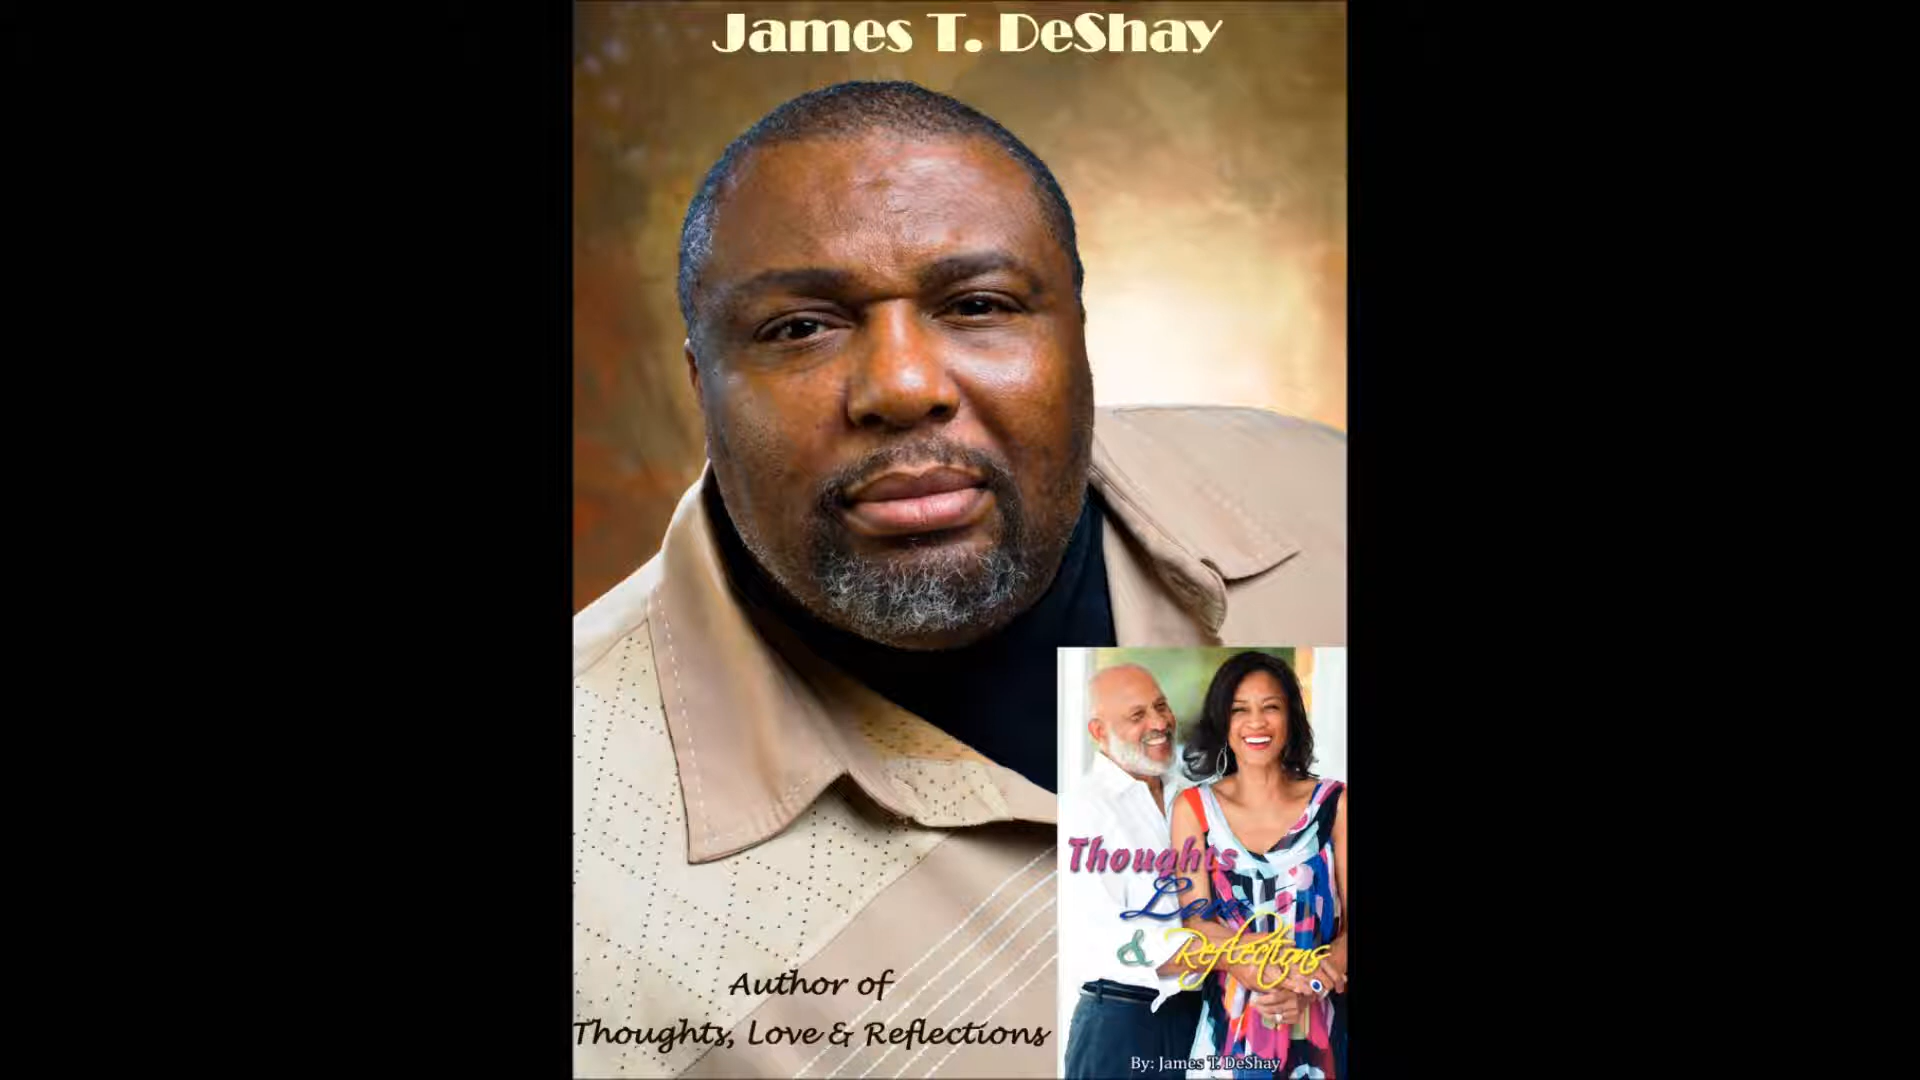 James T. DeShay
Author of
Thoughts, Love & Reflections
Thoughts
Love
& Reflections
By: James T. DeShay